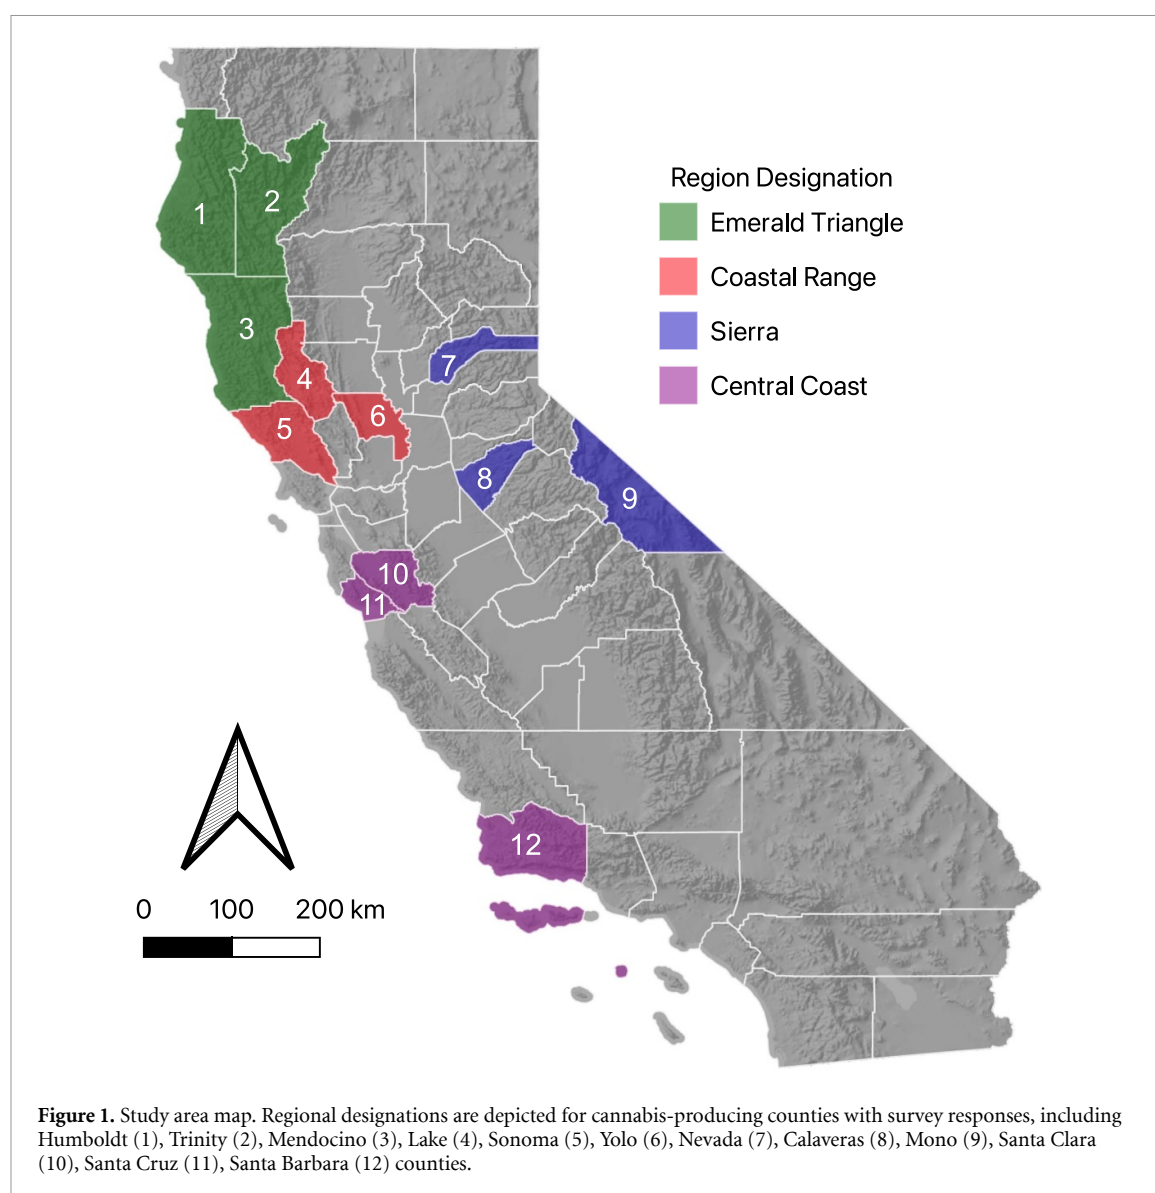 1
2
3
4
5
6
7
8
9
10
11
12
Region Designation
Emerald Triangle
Coastal Range
Sierra
Central Coast
0 100 200 km
Figure 1. Study area map. Regional designations are depicted for cannabis-producing counties with survey responses, including
Humboldt (1), Trinity (2), Mendocino (3), Lake (4), Sonoma (5), Yolo (6), Nevada (7), Calaveras (8), Mono (9), Santa Clara
(10), Santa Cruz (11), Santa Barbara (12) counties.